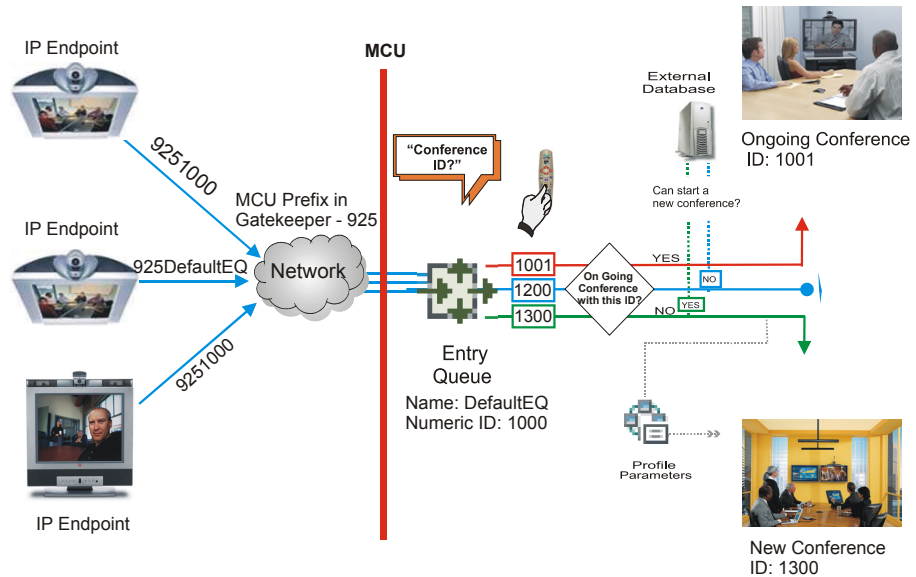 IP Endpoint
MCU
External
Database
"Conference
ID?"
Ongoing Conference
ID: 1001
9251000
MCU Prefix in
Gatekeeper - 925
Can start a
new conference?
IP Endpoint
925DefaultEQ
Network
1001
1200
1300
On Going
Conference
with this ID?
YES
NO
YES
NO
9251000
Entry
Queue
Name: DefaultEQ
Numeric ID: 1000
Profile
Parameters
IP Endpoint
New Conference
ID: 1300